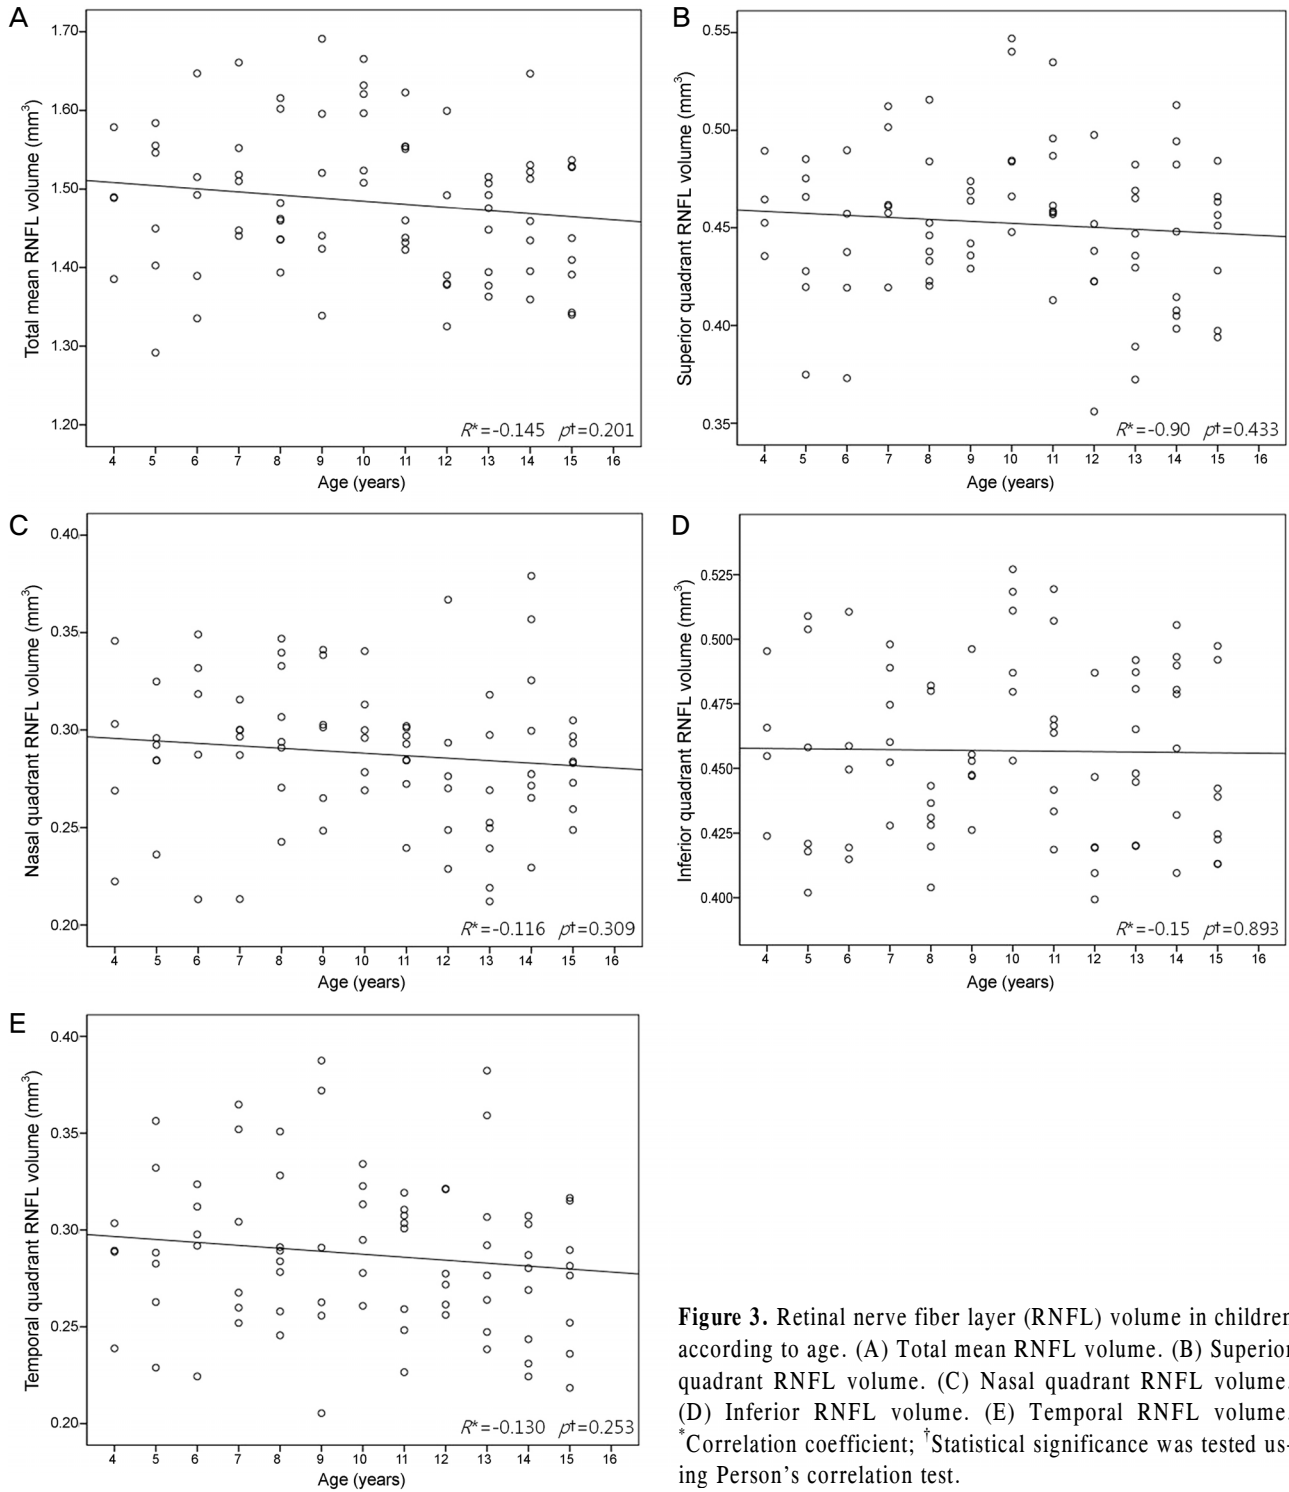 A
Total mean RNFL volume (mm³)
1.70
1.60
1.50
1.40
1.30
1.20
R*=-0.145 p†=0.201
4 5 6 7 8 9 10 11 12 13 14 15 16
Age (years)
B
Superior quadrant RNFL volume (mm³)
0.55
0.50
0.45
0.40
0.35
R*=-0.90 p†=0.433
4 5 6 7 8 9 10 11 12 13 14 15 16
Age (years)
C
Nasal quadrant RNFL volume (mm³)
0.40
0.35
0.30
0.25
0.20
R*=-0.116 p†=0.309
4 5 6 7 8 9 10 11 12 13 14 15 16
Age (years)
D
Inferior quadrant RNFL volume (mm³)
0.525
0.500
0.475
0.450
0.425
0.400
R*=-0.15 p†=0.893
4 5 6 7 8 9 10 11 12 13 14 15 16
Age (years)
E
Temporal quadrant RNFL volume (mm³)
0.40
0.35
0.30
0.25
0.20
R*=-0.130 p†=0.253
4 5 6 7 8 9 10 11 12 13 14 15 16
Age (years)
Figure 3. Retinal nerve fiber layer (RNFL) volume in children
according to age. (A) Total mean RNFL volume. (B) Superior
quadrant RNFL volume. (C) Nasal quadrant RNFL volume.
(D) Inferior RNFL volume. (E) Temporal RNFL volume.
*Correlation coefficient; †Statistical significance was tested us-
ing Person's correlation test.